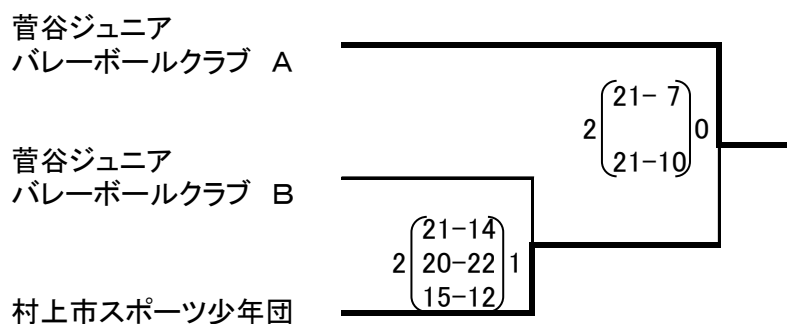 菅谷ジュニア
バレーボールクラブ　A
21- 7
2 0
21-10
菅谷ジュニア
バレーボールクラブ　B
21-14
2 20-22 1
15-12
村上市スポーツ少年団